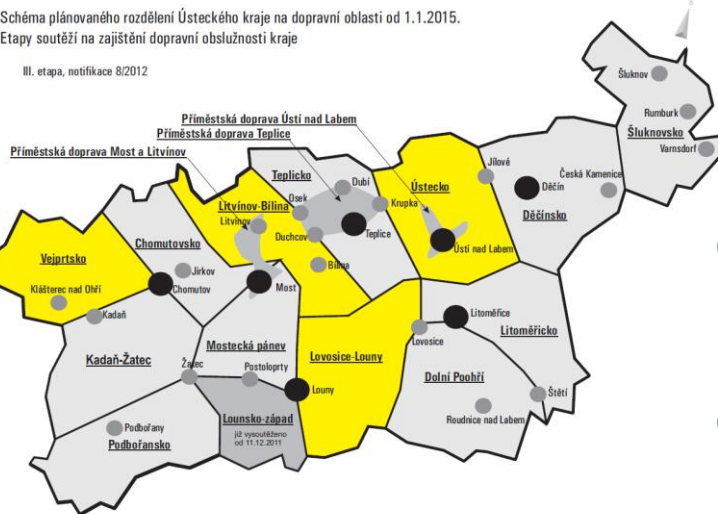 Schéma plánovaného rozdělení Ústeckého kraje na dopravní oblasti od 1.1.2015.
Etapy soutěží na zajištění dopravní obslužnosti kraje
III. etapa, notifikace 8/2012
Šluknov
Rumburk
Šluknovsko
Varnsdorf
Příměstská doprava Ústí nad Labem
Příměstská doprava Teplice
Příměstská doprava Most a Litvínov
Teplicko
Dubí
Ústecko
Jílové
Česká Kamenice
Děčín
Děčínsko
Osek
Krupka
Litvínov-Bílina
Litvínov
Duchcov
Teplice
Ústí nad Labem
Chomutovsko
Vejprtsko
Jirkov
Bílina
Klášterec nad Ohří
Chomutov
Most
Kadaň
Litoměřice
Litoměřicko
Lovosice
Mostecká pánev
Kadaň-Žatec
Lovosice-Louny
Žatec
Postoloprty
Dolní Poohří
Louny
Štětí
Lounsko-západ
již vysoutěženo
od 11.12.2011
Roudnice nad Labem
Podbořany
Podbořansko